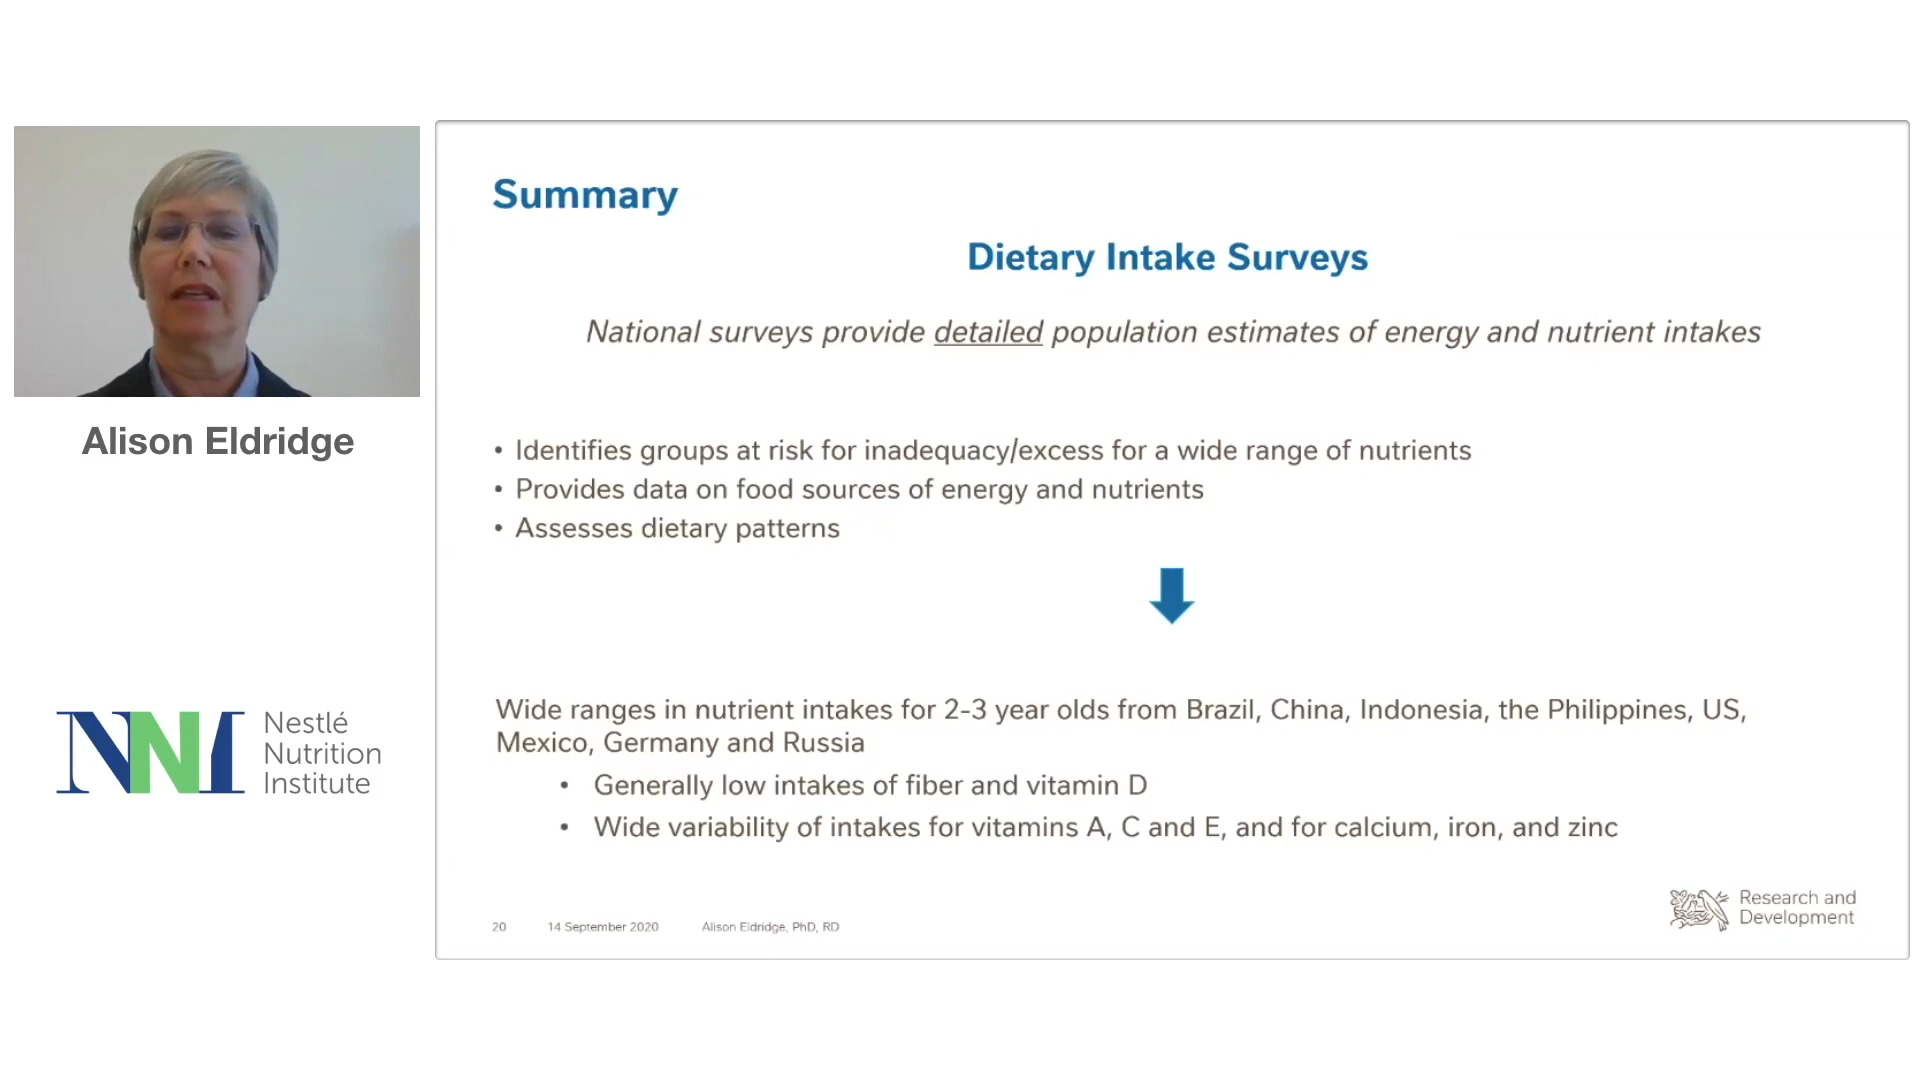 Alison Eldridge
Nestlé
Nutrition
Institute
Summary
Dietary Intake Surveys
National surveys provide detailed population estimates of energy and nutrient intakes
• Identifies groups at risk for inadequacy/excess for a wide range of nutrients
• Provides data on food sources of energy and nutrients
• Assesses dietary patterns
Wide ranges in nutrient intakes for 2-3 year olds from Brazil, China, Indonesia, the Philippines, US,
Mexico, Germany and Russia
• Generally low intakes of fiber and vitamin D
• Wide variability of intakes for vitamins A, C and E, and for calcium, iron, and zinc
20 14 September 2020 Alison Eldridge, PhD, RD
Research and
Development
NNI